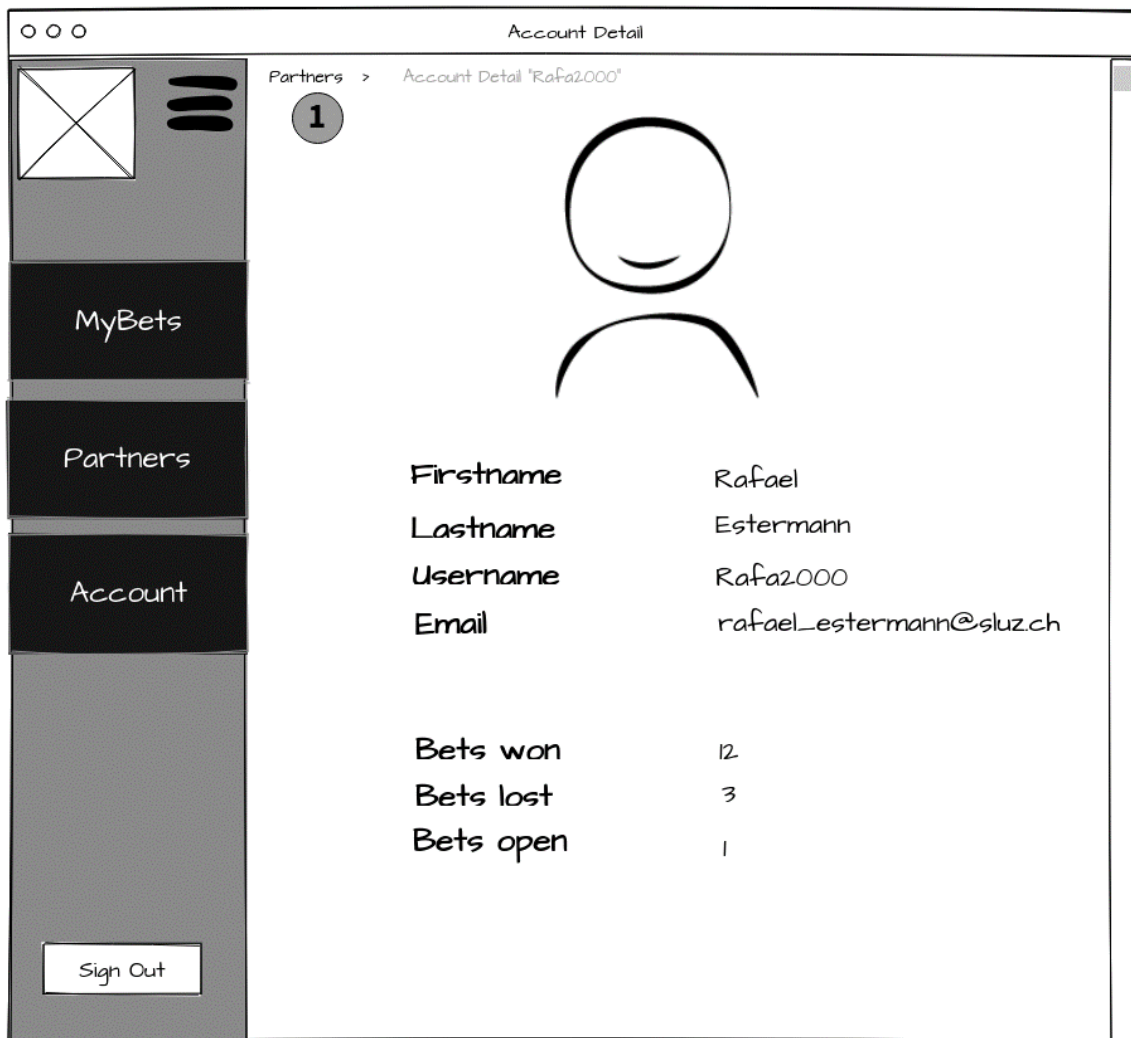 Account Detail
Partners > Account Detail "Rafa2000"
1
MyBets
Partners
Account
Firstname Rafael
Lastname Estermann
Username Rafa2000
Email rafael_estermann@sluz.ch
Bets won 12
Bets lost 3
Bets open 1
Sign Out